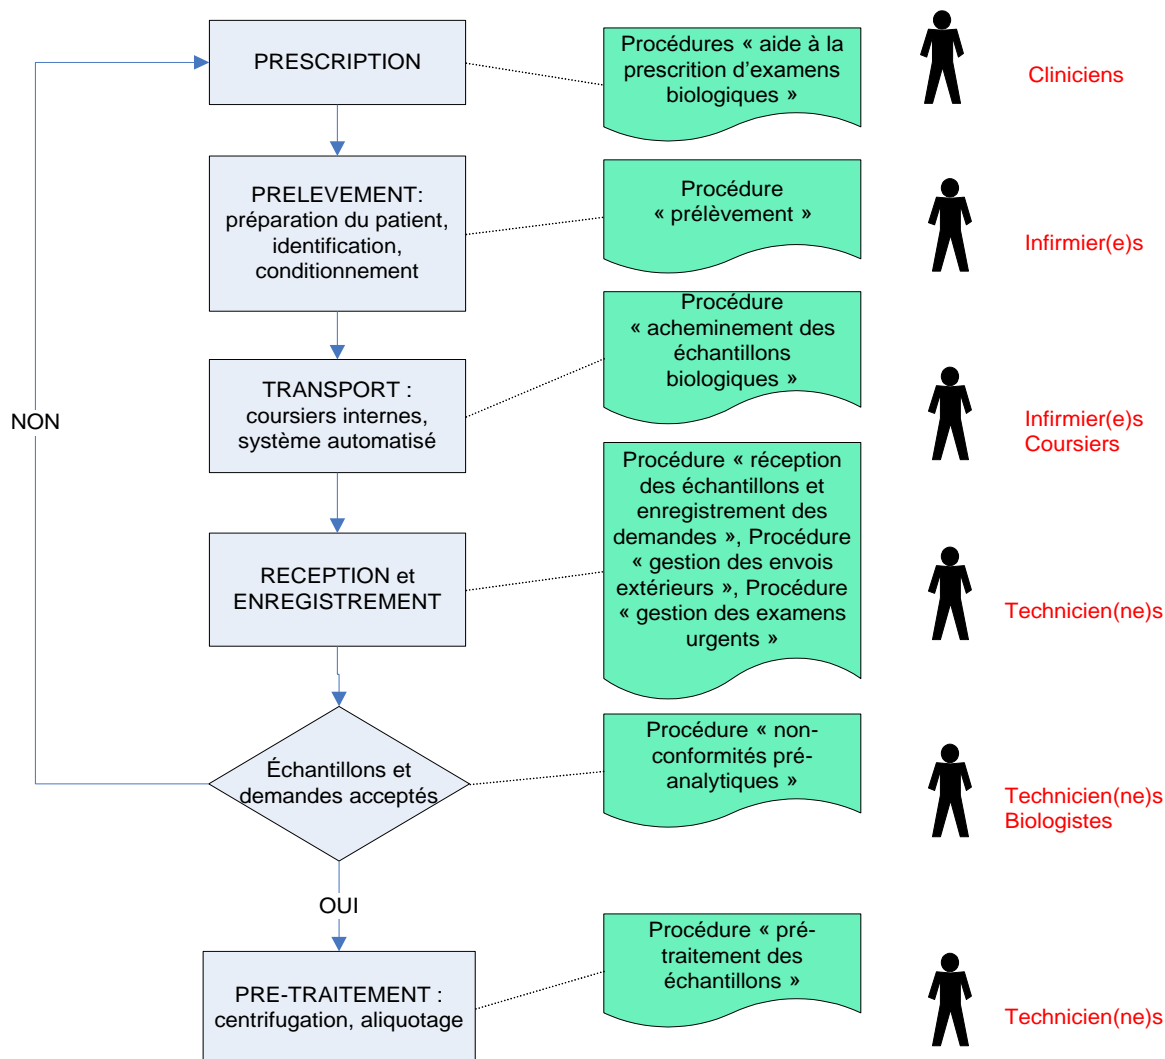 PRESCRIPTION
Procédures « aide à la
prescrition d'examens
biologiques »
Cliniciens
PRELEVEMENT:
préparation du patient,
identification,
conditionnement
Procédure
« prélèvement »
Infirmier(e)s
TRANSPORT :
coursiers internes,
système automatisé
Procédure
« acheminement des
échantillons
biologiques »
Infirmier(e)s
Coursiers
NON
RECEPTION et
ENREGISTREMENT
Procédure « réception
des échantillons et
enregistrement des
demandes », Procédure
« gestion des envois
extérieurs », Procédure
« gestion des examens
urgents »
Technicien(ne)s
Échantillons et
demandes acceptés
Procédure « non-
conformités pré-
analytiques »
Technicien(ne)s
Biologistes
OUI
PRE-TRAITEMENT :
centrifugation, aliquotage
Procédure « pré-
traitement des
échantillons »
Technicien(ne)s